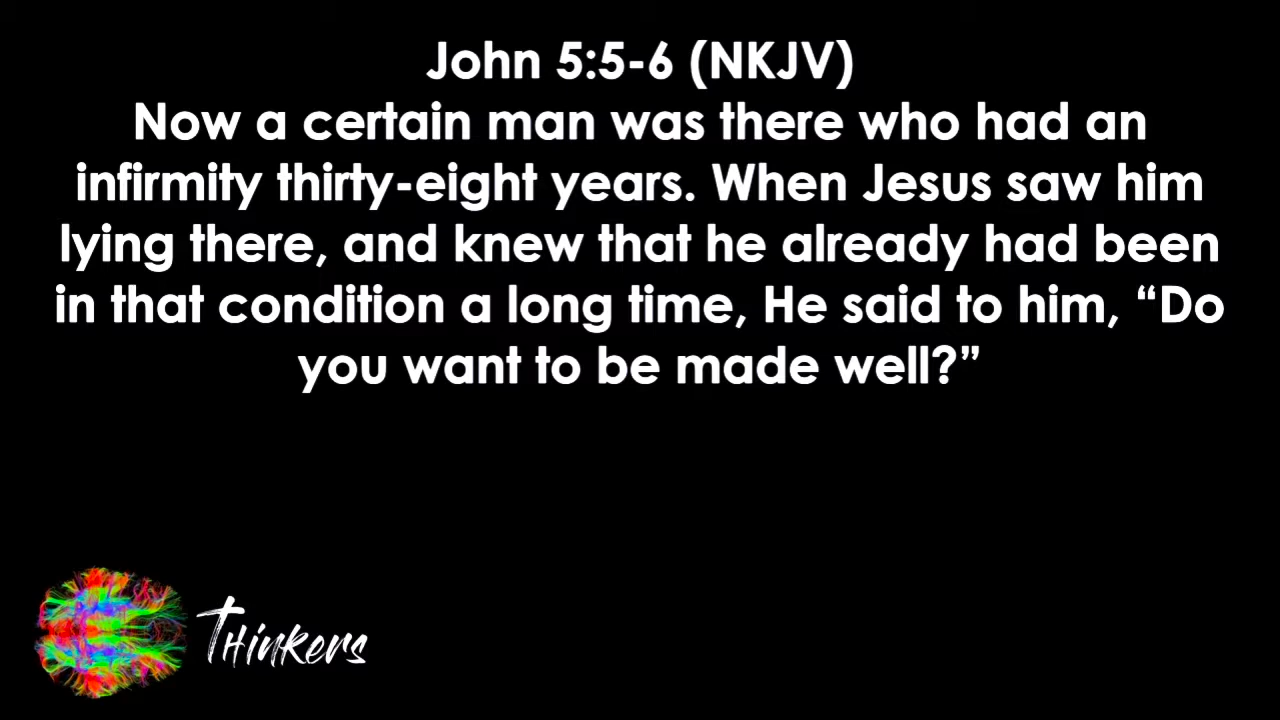 John 5:5-6 (NKJV)
Now a certain man was there who had an
infirmity thirty-eight years. When Jesus saw him
lying there, and knew that he already had been
in that condition a long time, He said to him, “Do
you want to be made well?”
THinKers